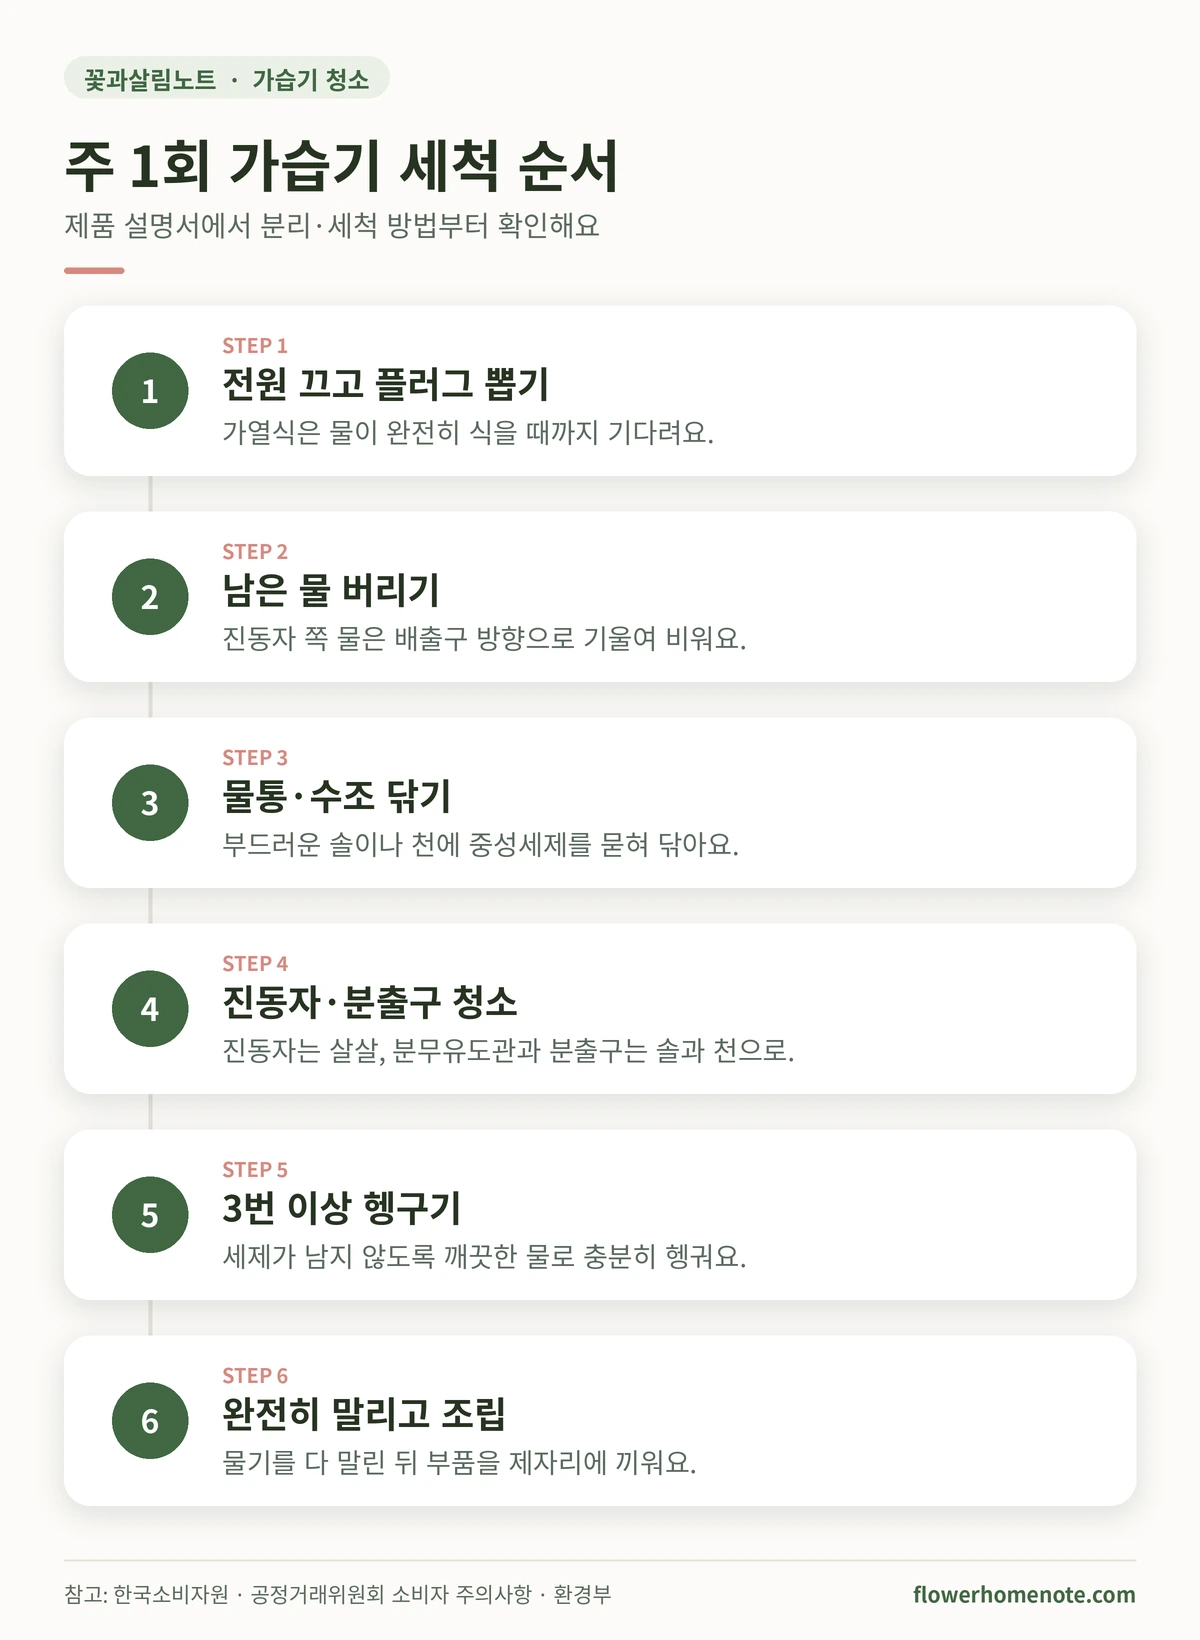 꽃과살림노트 · 가습기 청소
주 1회 가습기 세척 순서
제품 설명서에서 분리·세척 방법부터 확인해요
STEP 1
1
전원 끄고 플러그 뽑기
가열식은 물이 완전히 식을 때까지 기다려요.
STEP 2
2
남은 물 버리기
진동자 쪽 물은 배출구 방향으로 기울여 비워요.
STEP 3
3
물통·수조 닦기
부드러운 솔이나 천에 중성세제를 묻혀 닦아요.
STEP 4
4
진동자·분출구 청소
진동자는 살살, 분무유도관과 분출구는 솔과 천으로.
STEP 5
5
3번 이상 헹구기
세제가 남지 않도록 깨끗한 물로 충분히 헹궈요.
STEP 6
6
완전히 말리고 조립
물기를 다 말린 뒤 부품을 제자리에 끼워요.
참고: 한국소비자원 · 공정거래위원회 소비자 주의사항 · 환경부
flowerhomenote.com